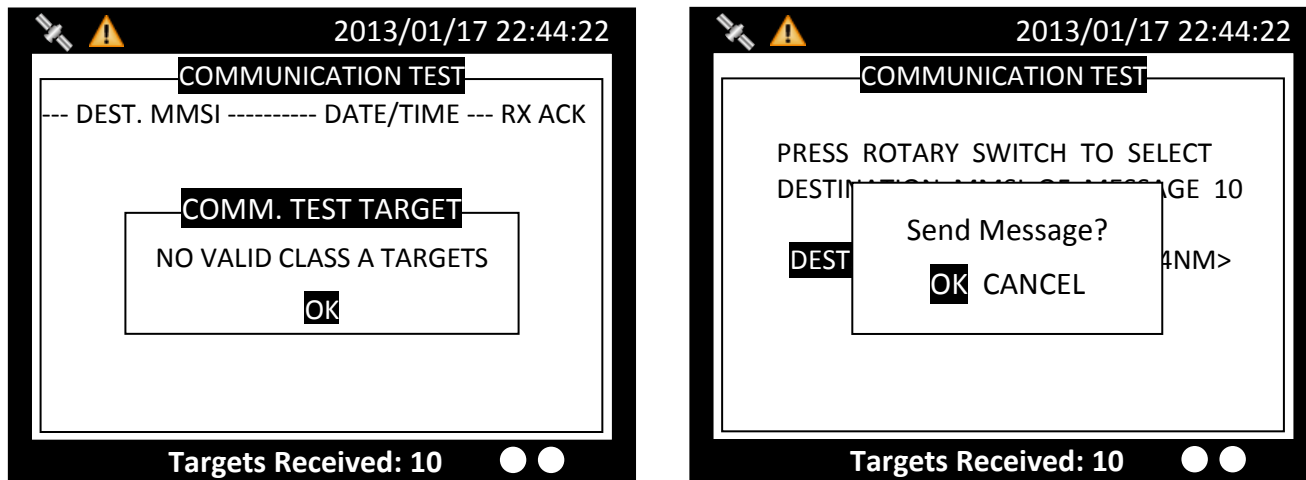 2013/01/17 22:44:22
COMMUNICATION TEST
--- DEST. MMSI ---------- DATE/TIME --- RX ACK
COMM. TEST TARGET
NO VALID CLASS A TARGETS
OK
Targets Received: 10
2013/01/17 22:44:22
COMMUNICATION TEST
PRESS ROTARY SWITCH TO SELECT
10
Send Message?
DEST 4NM>
OK CANCEL
Targets Received: 10